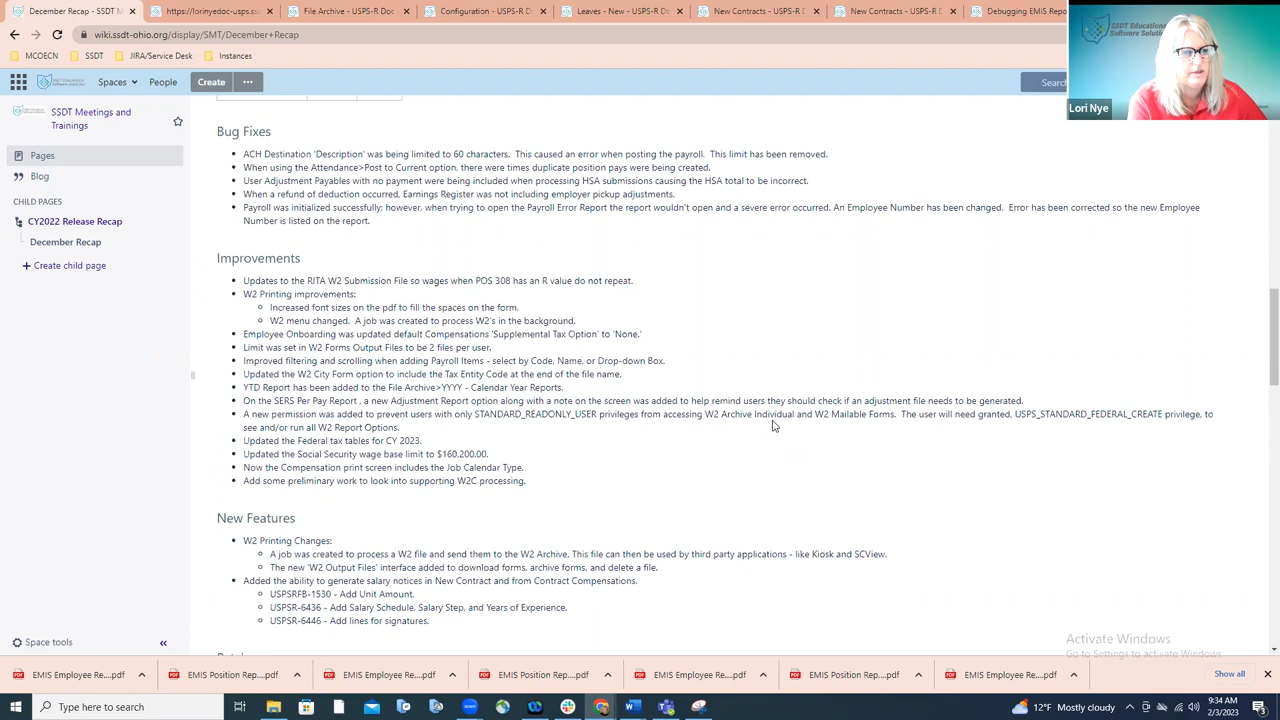 December Recap - SSDT M...
https://lorinyedoc-usps.ssdt...
File Archive - USPS-R Doc...
Configuration - USPS-R D...
Leaves - New - USPS-R D...
New Contracts - USPS-R D...
New Contracts - USPS-R D...
Debugging EMIS Repo
wiki.ssdt-ohio.org/display/SMT/December+Recap
MCOECN
SSDT
JIRA/Service Desk
Instances
Spaces
People
Create
Search
SSDT Educational
Software Solutions
Lori Nye
SSDT Meetings and
Trainings
Pages
Blog
CHILD PAGES
CY2022 Release Recap
December Recap
+ Create child page
Bug Fixes
ACH Destination 'Description' was being limited to 60 characters. This caused an error when posting the payroll. This limit has been removed.
When using the Attendance>Post to Current option, there were times duplicate position pays were being created.
User Adjustment Payables with no payment were being included when processing HSA submissions causing the HSA total to be incorrect.
When a refund of deduction occurred, Earnings Register was not including employer pickup adjustments.
Payroll was initialized successfully; however, when trying to open the Payroll Error Report the report wouldn't open and a severe error occurred. An Employee Number has been changed. Error has been corrected so the new Employee
Number is listed on the report.
Improvements
Updates to the RITA W2 Submission File so wages when POS 308 has an R value do not repeat.
W2 Printing improvements:
Increased font sizes on the pdf to fill the spaces on the form.
W2 menu changed. A job was created to process W2's in the background.
Employee Onboarding was updated default Compensations 'Supplemental Tax Option' to 'None.'
Limit was set in W2 Forms Output Files to be 2 files per user.
Improved filtering and scrolling when adding Payroll Items - select by Code, Name, or Drop-down Box.
Updated the W2 City Form option to include the Tax Entity Code at the end of the file name.
YTD Report has been added to the File Archive>YYYY - Calendar Year Reports.
On the SERS Per Pay Report , a new Adjustment Report option along with a note on the screen was added to help remind users they should check if an adjustment file needs to be generated.
A new permission was added to prevent users with only STANDARD_READONLY_USER privileges from accessing W2 Archive Individual and W2 Mailable Forms. The user will need granted, USPS_STANDARD_FEDERAL_CREATE privilege, to
see and/or run all W2 Report Options.
Updated the Federal tax tables for CY 2023.
Updated the Social Security wage base limit to $160.200.00.
Now the Compensation print screen includes the Job Calendar Type.
Add some preliminary work to look into supporting W2C processing.
New Features
W2 Printing Changes:
A job was created to process a W2 file and send them to the W2 Archive. This file can then be used by third party applications - like Kiosk and SCView.
The new 'W2 Output Files' interface added to download forms, archive forms, and delete a file.
Added the ability to generate salary notices in New Contract and from Contract Compensations.
USPSRFB-1530 - Add Unit Amount.
USPSR-6436 - Add Salary Schedule, Salary Step, and Years of Experience.
USPSR-6446 - Add lines for signatures.
Space tools
Activate Windows
Go to Settings to activate Windows.
EMIS Employee Re....pdf
EMIS Position Rep....pdf
EMIS Employee Re....pdf
EMIS Position Rep....pdf
EMIS Employee Re....pdf
EMIS Position Rep....pdf
EMIS Employee Re....pdf
Show all
Type here to search
12°F Mostly cloudy
9:34 AM
2/3/2023